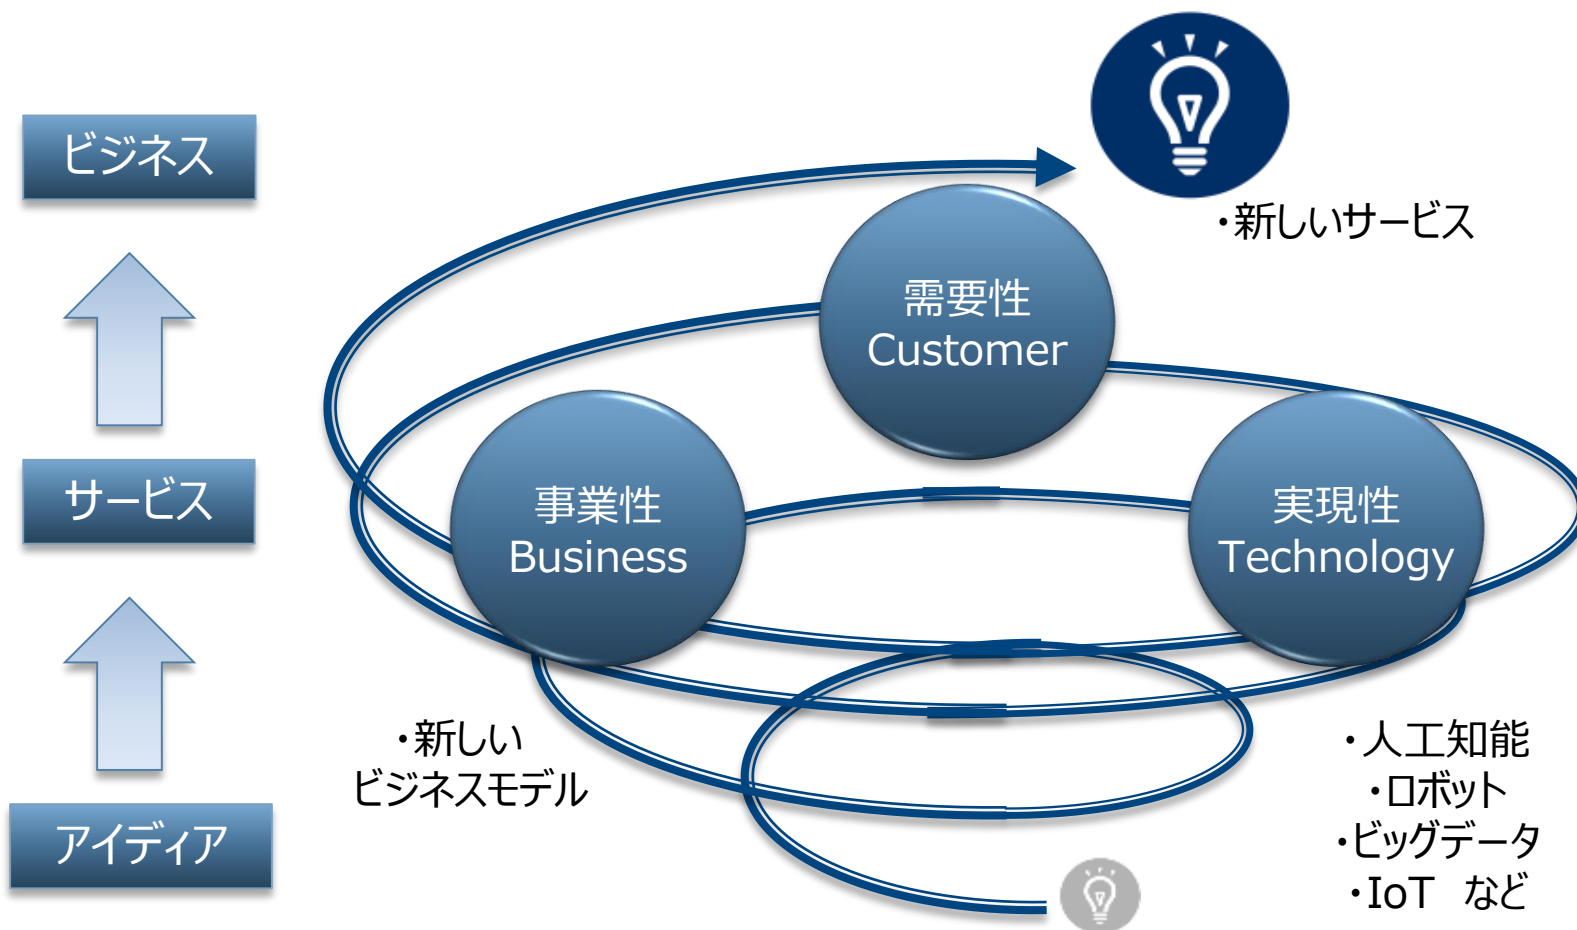 ビジネス
サービス
アイディア
・新しいサービス
需要性
Customer
事業性
Business
実現性
Technology
・新しい
ビジネスモデル
・人工知能
・ロボット
・ビッグデータ
・IoT　など